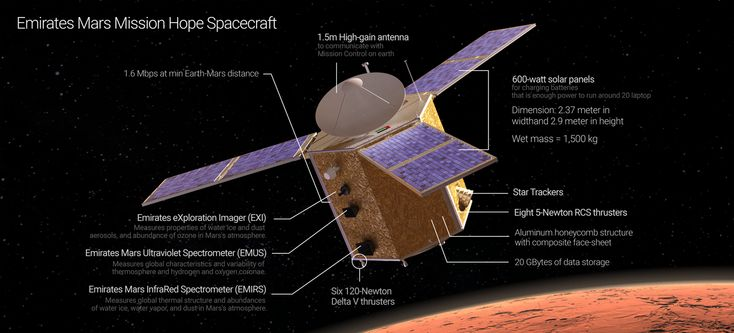 Emirates Mars Mission Hope Spacecraft
1.5m High-gain antenna
to communicate with
Mission Control on earth
1.6 Mbps at min Earth-Mars distance
600-watt solar panels
for charging batteries
that is enough power to run around 20 laptop
Dimension: 2.37 meter in
widthand 2.9 meter in height
Wet mass = 1,500 kg
Star Trackers
Eight 5-Newton RCS thrusters
Aluminum honeycomb structure
with composite face-sheet
20 GBytes of data storage
Emirates eXploration Imager (EXI)
Measures properties of water ice and dust
aerosols, and abundance of ozone in Mars's atmosphere.
Emirates Mars Ultraviolet Spectrometer (EMUS)
Measures global characteristics and variability of
thermosphere and hydrogen and oxygen coronae.
Emirates Mars InfraRed Spectrometer (EMIRS)
Measures global thermal structure and abundances
of water ice, water vapor, and dust in Mars's atmosphere.
Six 120-Newton
Delta V thrusters